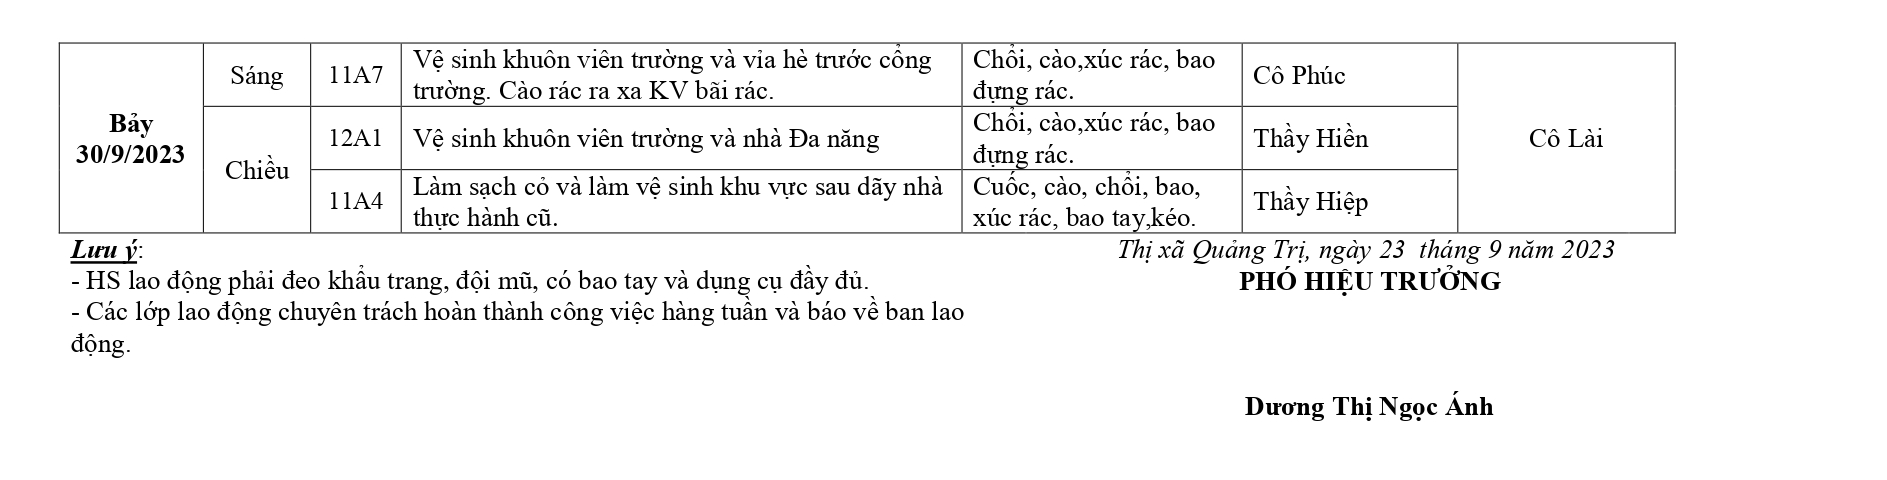 Bảy
30/9/2023
Sáng
11A7
Vệ sinh khuôn viên trường và vỉa hè trước cổng
trường. Cào rác ra xa KV bãi rác.
Chổi, cào,xúc rác, bao
đựng rác.
Cô Phúc
Cô Lài
Chiều
12A1
Vệ sinh khuôn viên trường và nhà Đa năng
Chổi, cào,xúc rác, bao
đựng rác.
Thầy Hiền
11A4
Làm sạch cỏ và làm vệ sinh khu vực sau dãy nhà
thực hành cũ.
Cuốc, cào, chổi, bao,
xúc rác, bao tay,kéo.
Thầy Hiệp
Lưu ý:
- HS lao động phải đeo khẩu trang, đội mũ, có bao tay và dụng cụ đầy đủ.
- Các lớp lao động chuyên trách hoàn thành công việc hàng tuần và báo về ban lao
động.
Thị xã Quảng Trị, ngày 23 tháng 9 năm 2023
PHÓ HIỆU TRƯỞNG
Dương Thị Ngọc Ánh